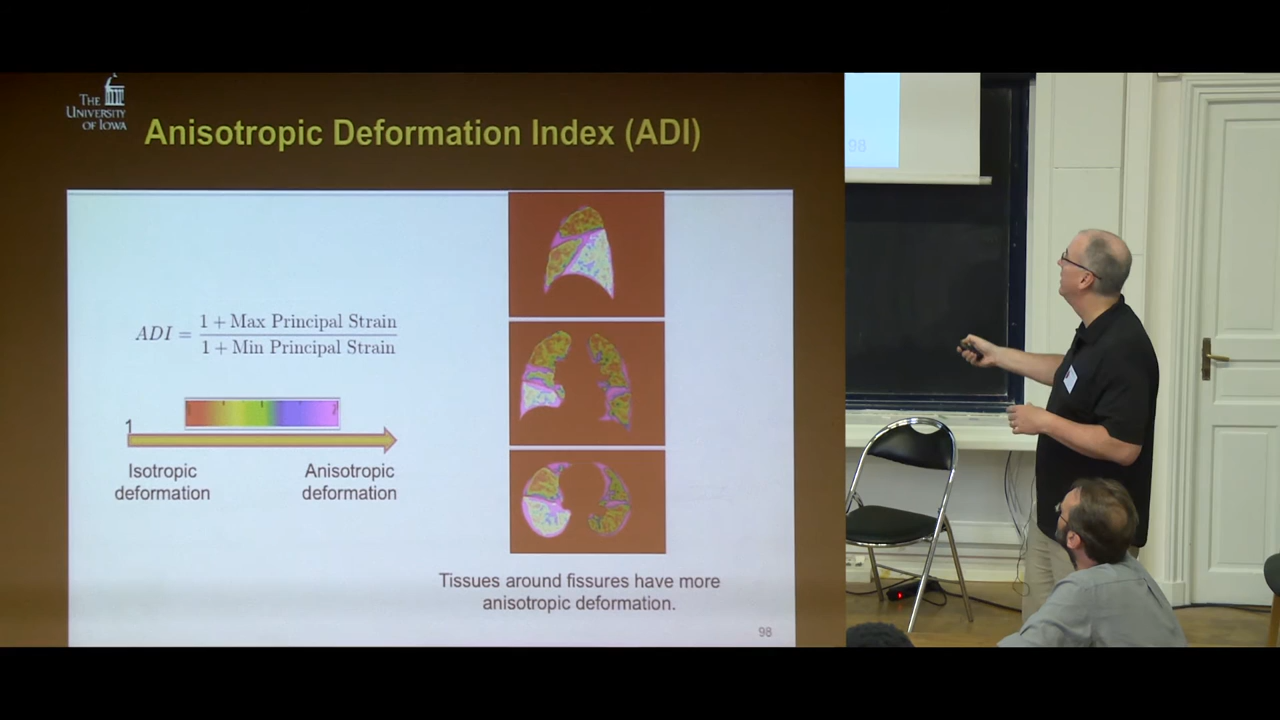 THE
UNIVERSITY
OF IOWA
Anisotropic Deformation Index (ADI)
ADI = 1 + Max Principal Strain
1 + Min Principal Strain
1
Isotropic
deformation
Anisotropic
deformation
Tissues around fissures have more
anisotropic deformation.
98
98